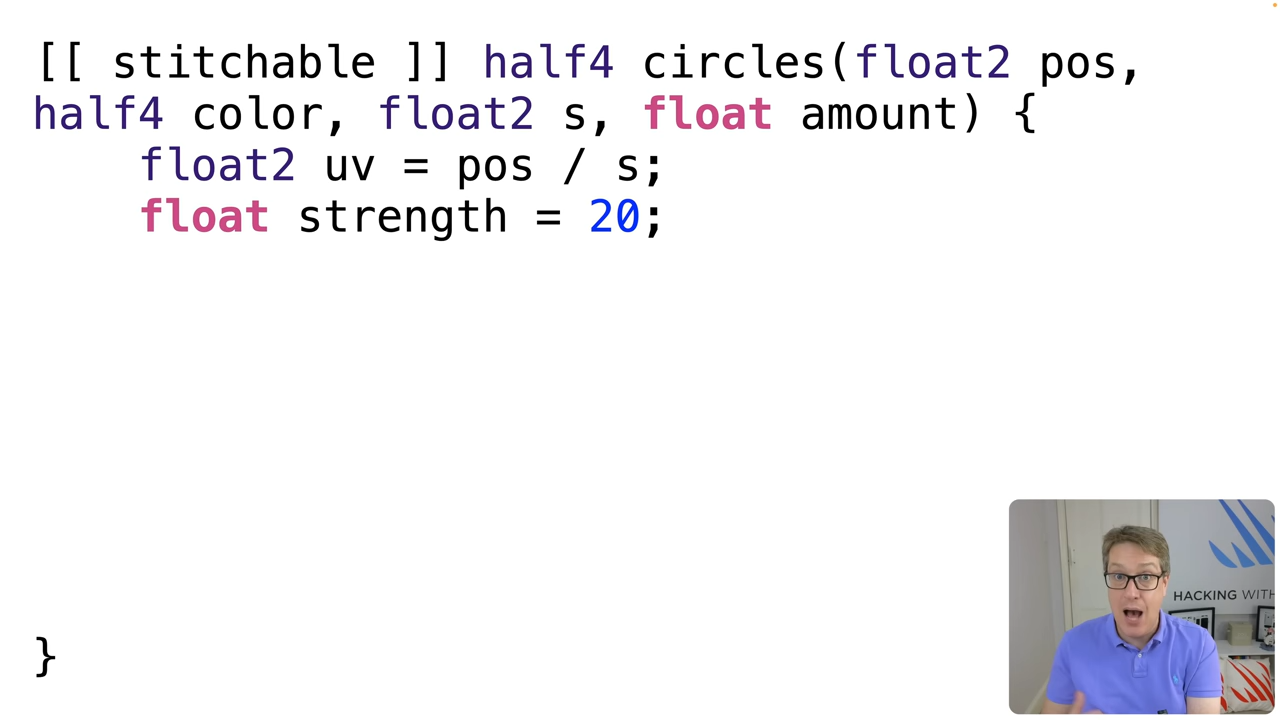 [[ stitchable ]] half4 circles(float2 pos,
half4 color, float2 s, float amount) {
    float2 uv = pos / s;
    float strength = 20;
}
HACKING WITH